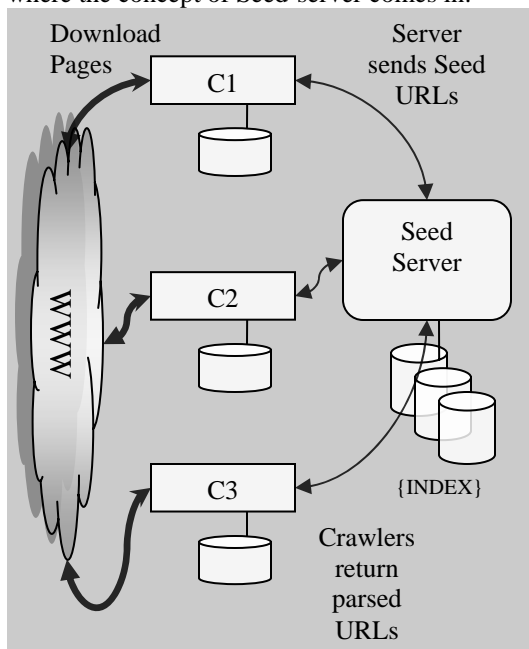 where the concept of Seed-server comes in.
Download
Pages
C1
Server
sends Seed
URLs
Seed
Server
WWW
C2
C3
{INDEX}
Crawlers
return
parsed
URLs